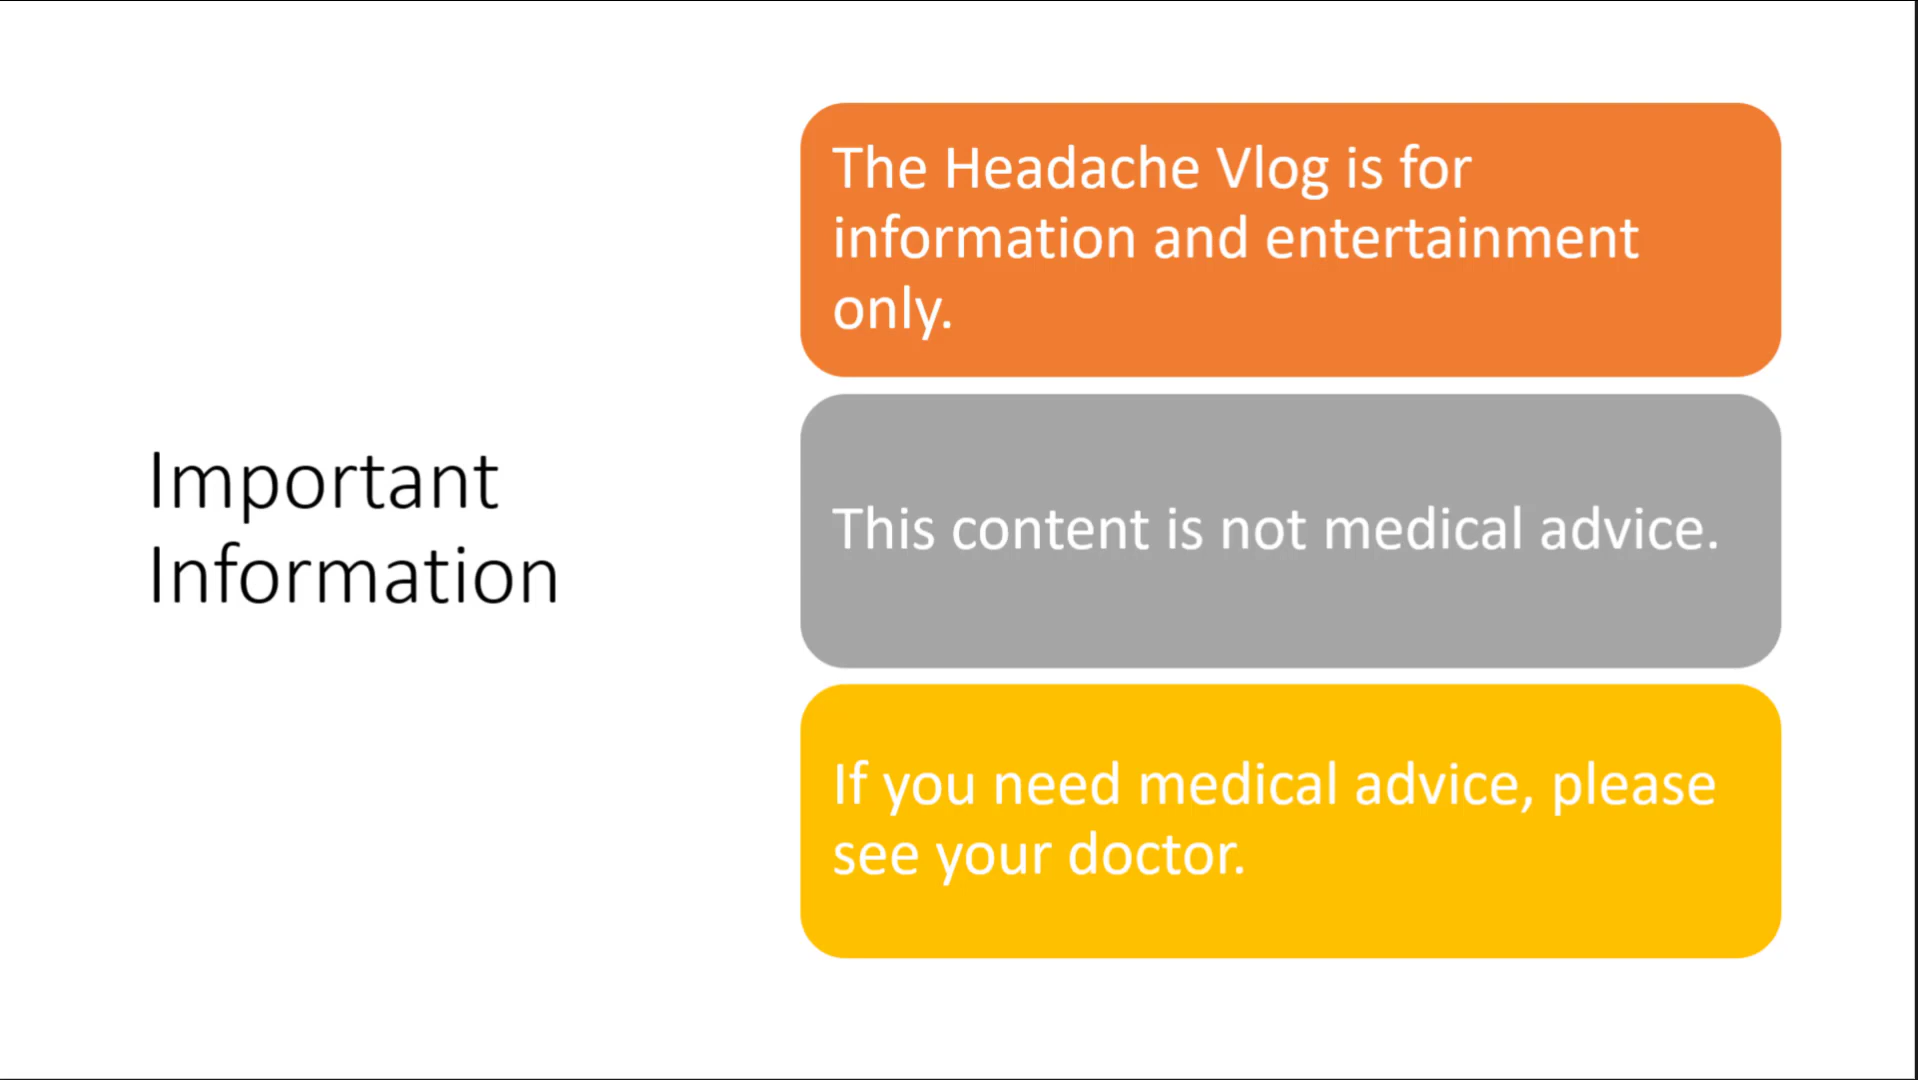 Important
Information
The Headache Vlog is for
information and entertainment
only.
This content is not medical advice.
If you need medical advice, please
see your doctor.